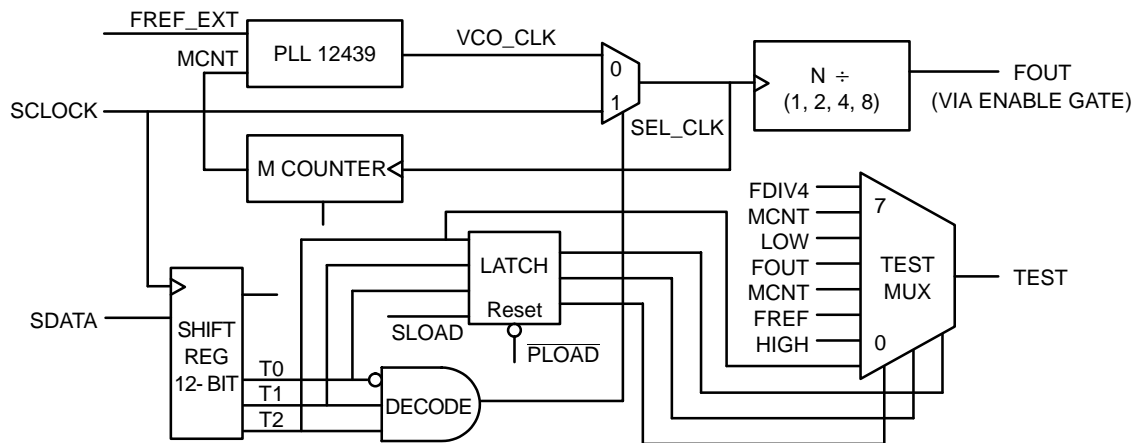 FREF_EXT
MCNT
PLL 12439
VCO_CLK
0
1
SCLOCK
SEL_CLK
N ÷
(1, 2, 4, 8)
FOUT
(VIA ENABLE GATE)
M COUNTER
FDIV4
MCNT
LOW
FOUT
MCNT
FREF
HIGH
7
TEST
MUX
0
TEST
LATCH
Reset
SLOAD
PLOAD
SDATA
SHIFT
REG
12- BIT
T0
T1
T2
DECODE